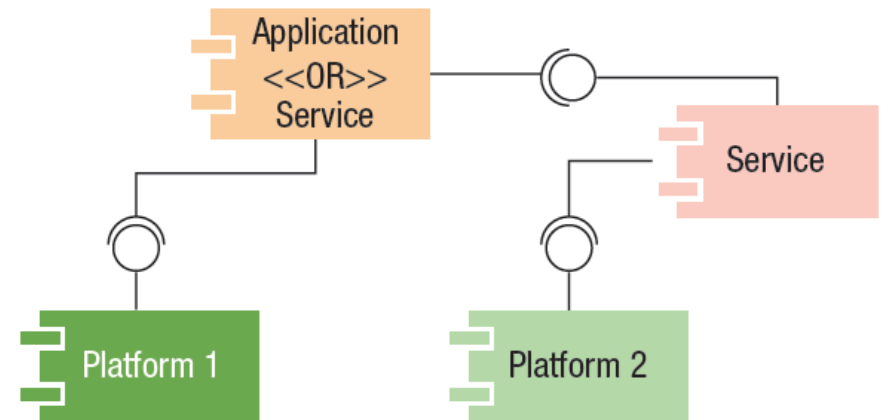 Application
<<OR>>
Service
Service
Platform 1
Platform 2